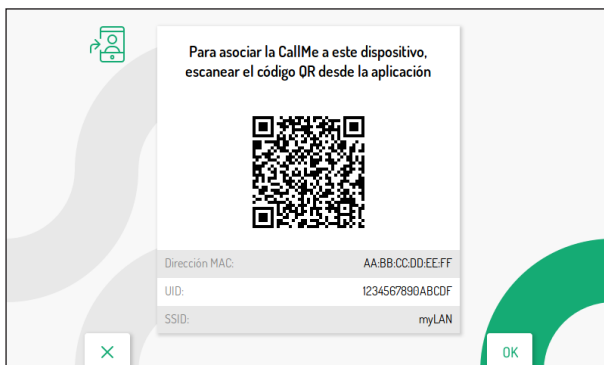 Para asociar la CallMe a este dispositivo,
escanear el código QR desde la aplicación
Dirección MAC: AA:BB:CC:DD:EE:FF
UID: 1234567890ABCDF
SSID: myLAN
OK